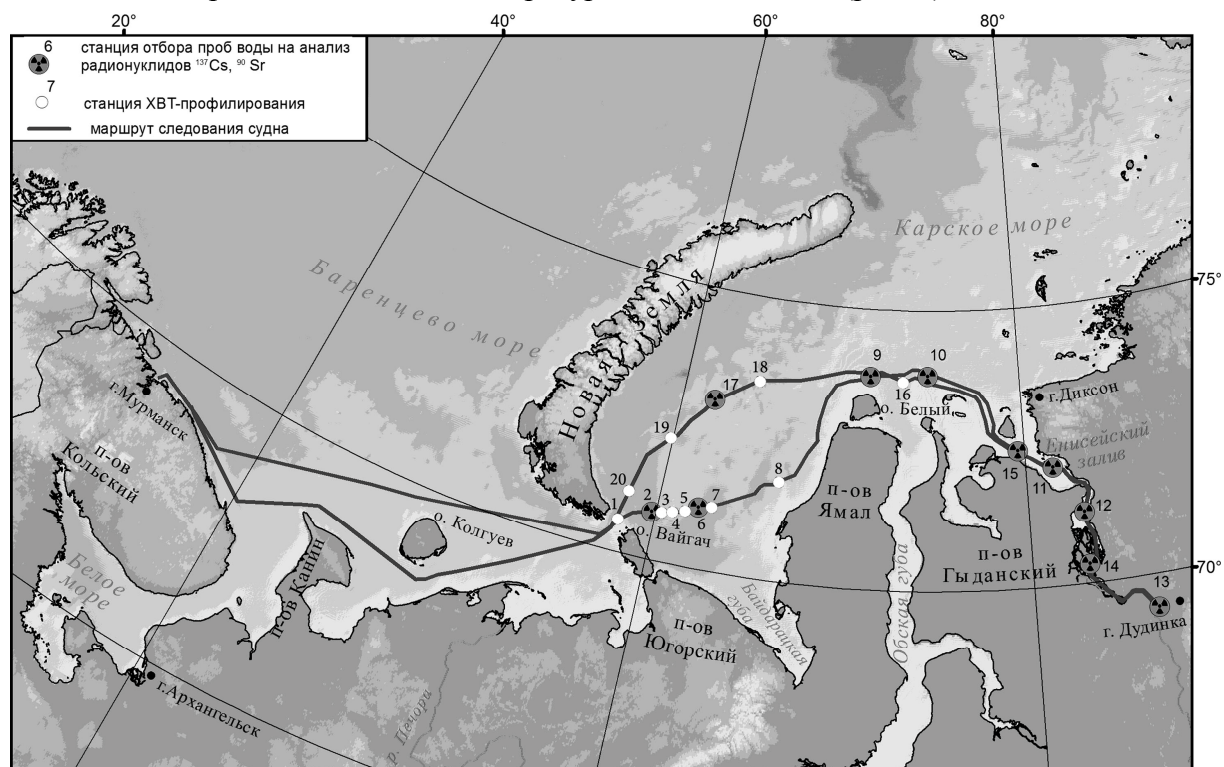 20°
40°
60°
80°
6
станция отбора проб воды на анализ
радионуклидов ¹³⁷Cs, ⁹⁰ Sr
7
станция ХВТ-профилирования
маршрут следования судна
Карское море
Баренцево море
Новая Земля
75°
9
10
18
17
16
о. Белый
г.Диксон
г.Мурманск
19
Енисейский
залив
п-ов
Кольский
15
11
20
8
1
2
3
4
5
6
7
12
п-ов
Ямал
о. Колгуев
о. Вайгач
п-ов
Гыданский
14
13
70°
Белое
море
п-ов Канин
Байдарацкая
губа
Обская губа
п-ов
Югорский
г. Дудинка
г.Архангельск
р. Печора